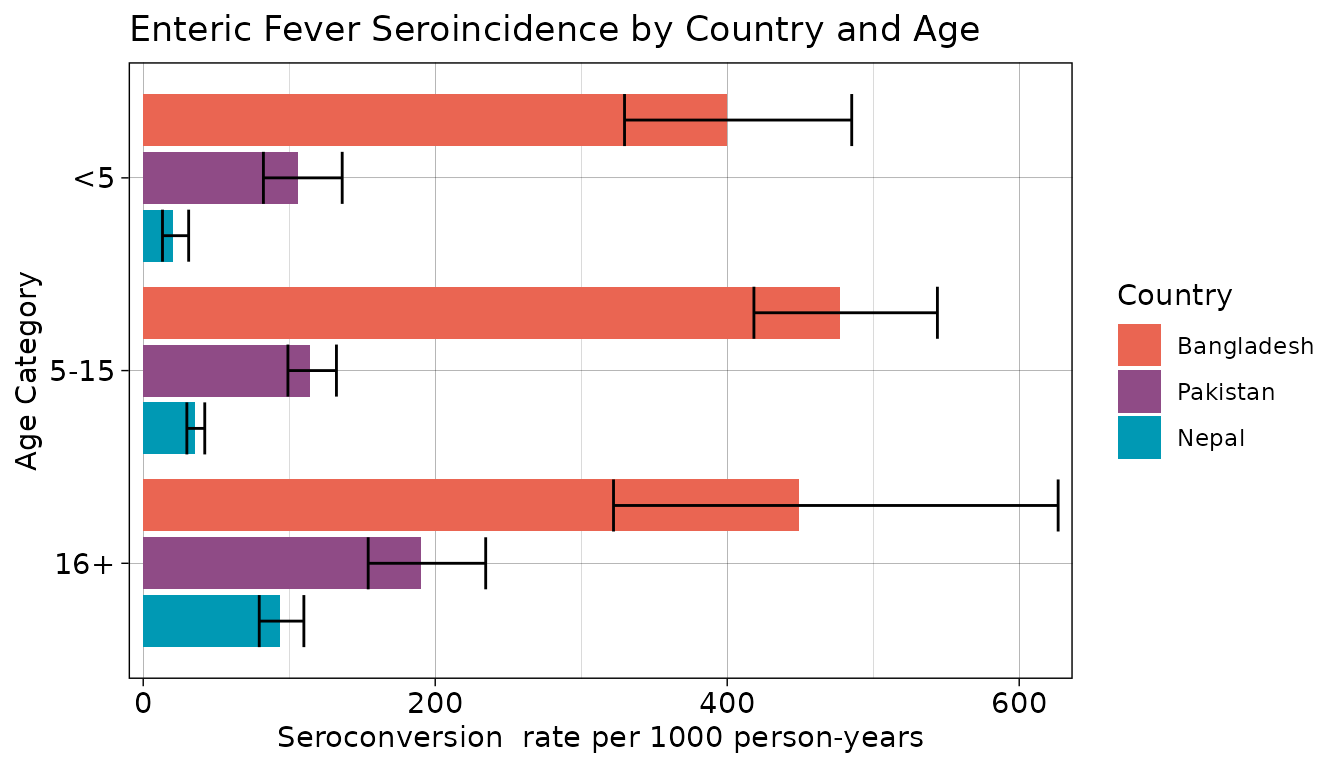 Enteric Fever Seroincidence by Country and Age
Age Category
<5
5-15
16+
0 200 400 600
Seroconversion  rate per 1000 person-years
Country
Bangladesh
Pakistan
Nepal